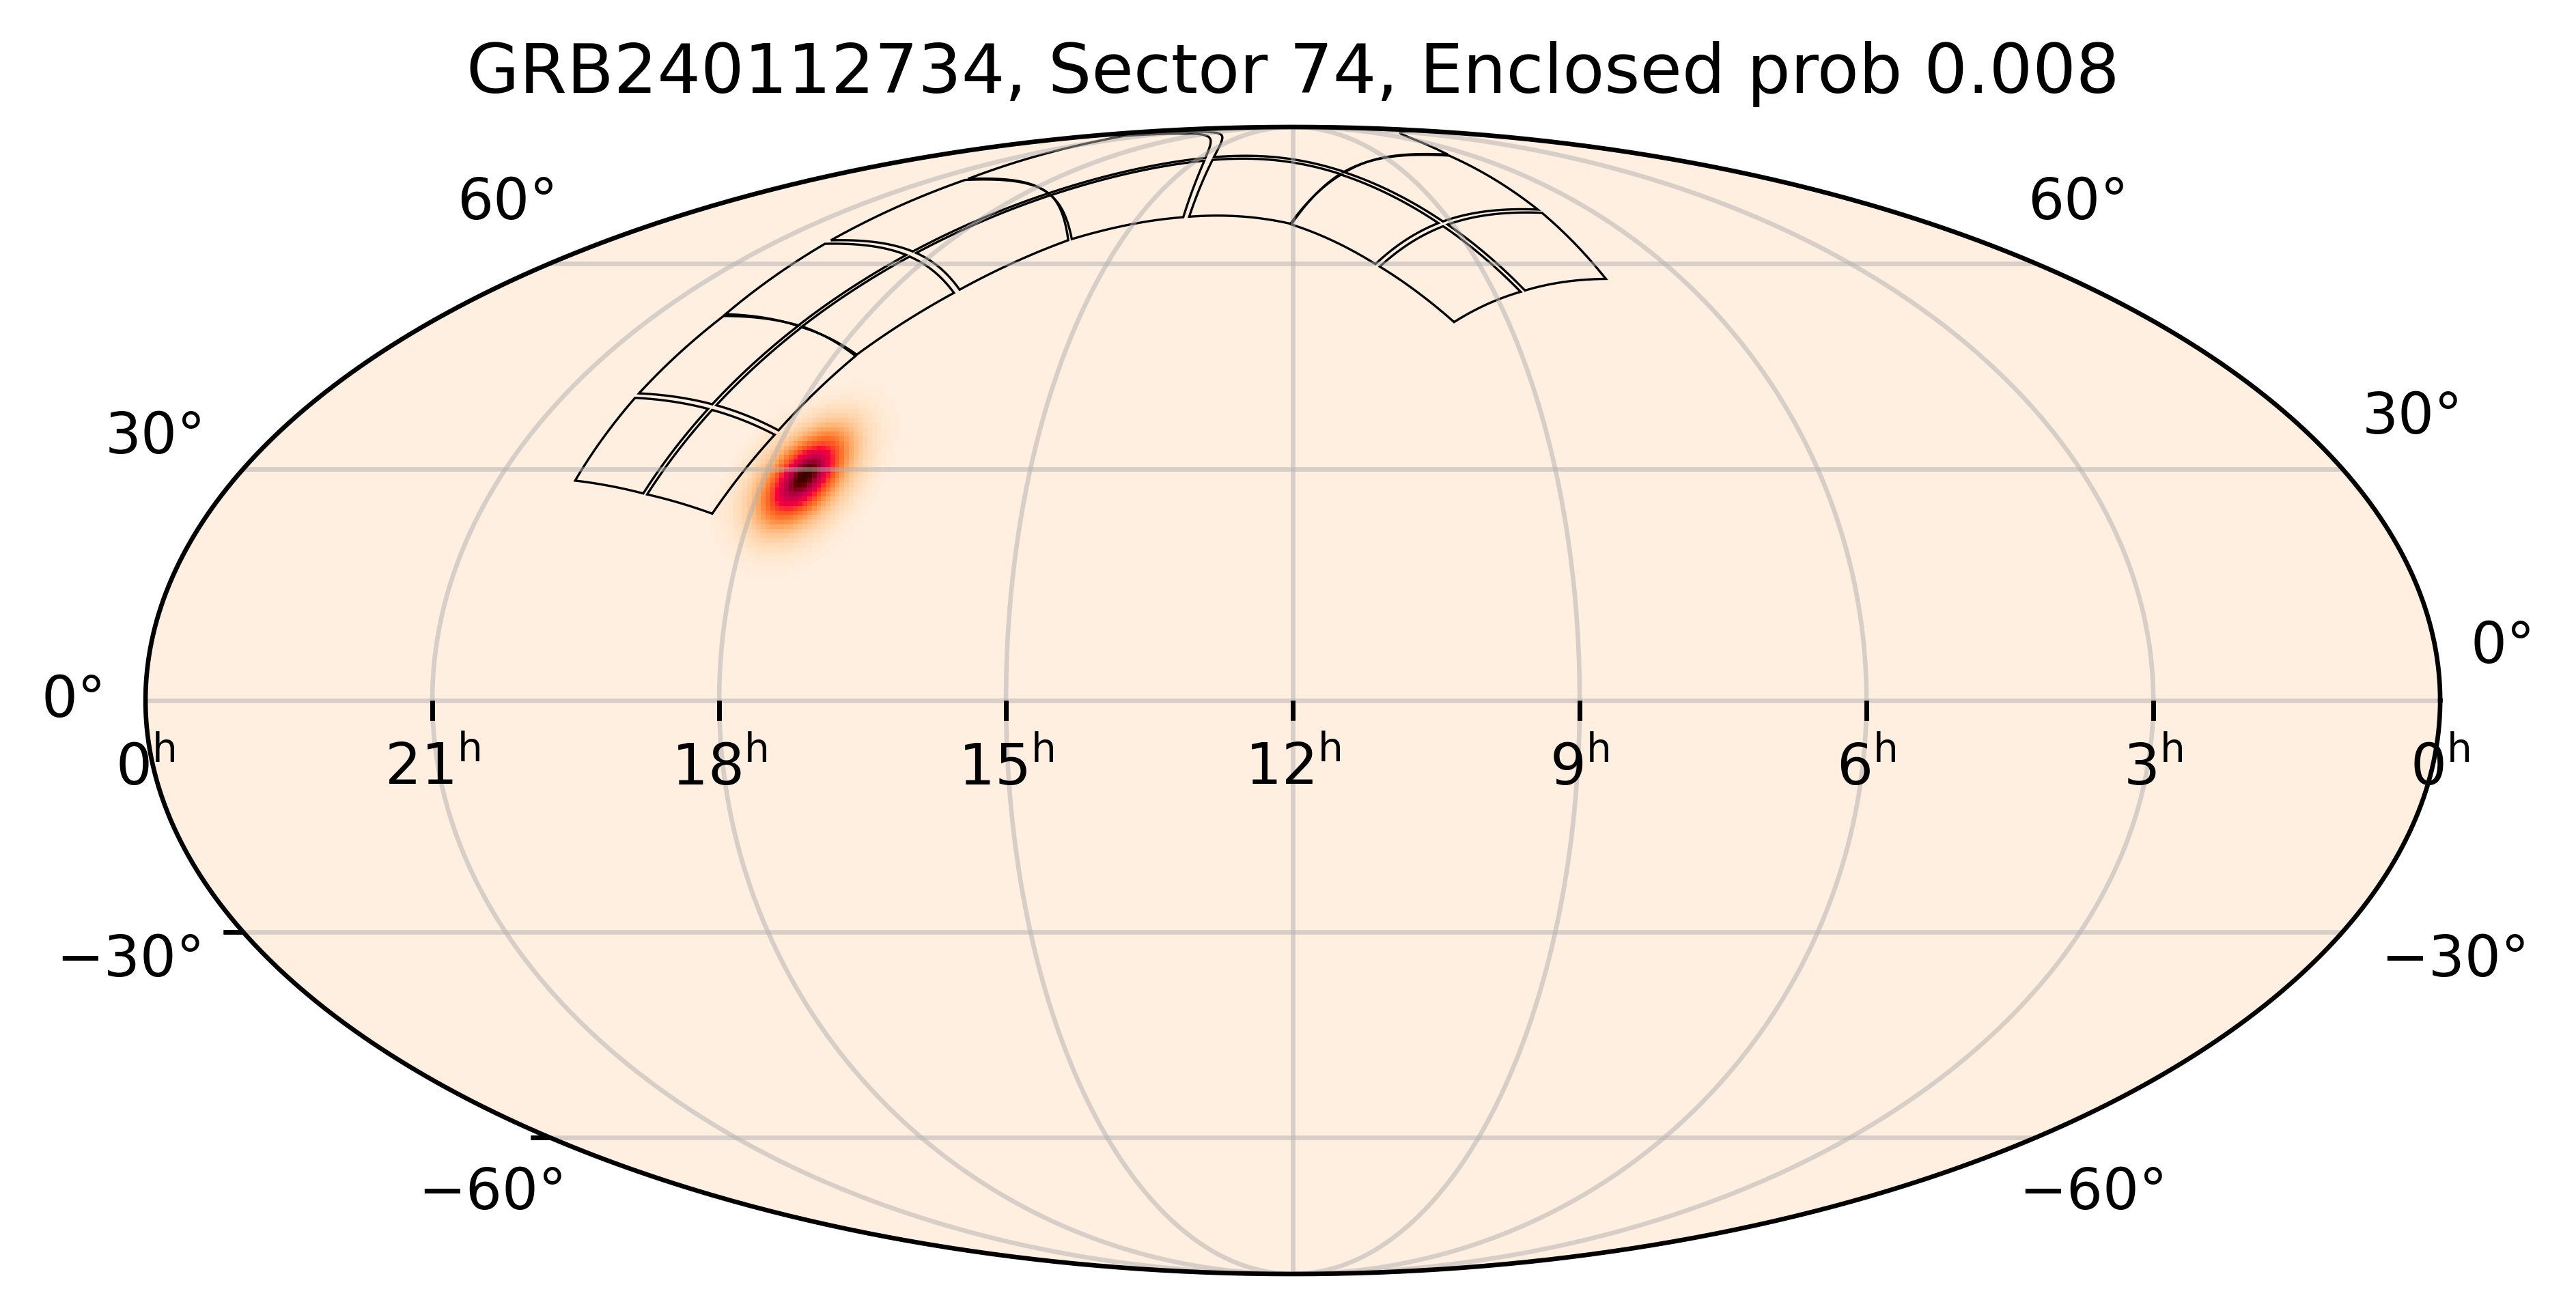 GRB240112734, Sector 74, Enclosed prob 0.008
60° 60°
30° 30°
0° 0°
0h 21h 18h 15h 12h 9h 6h 3h 0h
−30° −30°
−60° −60°